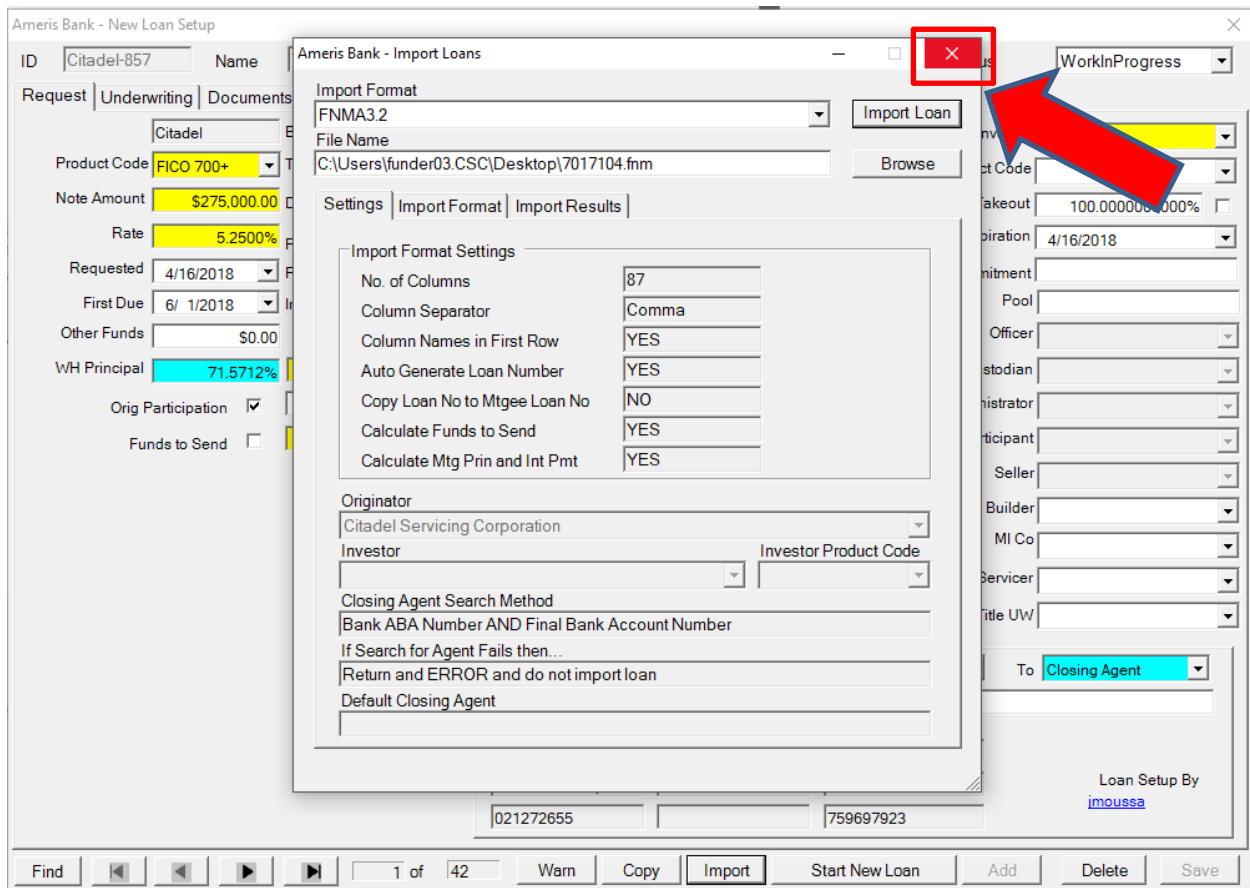 Ameris Bank - New Loan Setup
ID Citadel-857 Name WorkInProgress
Request Underwriting Documents
Citadel
Product Code FICO 700+
Note Amount $275,000.00
Rate 5.2500%
Requested 4/16/2018
First Due 6/ 1/2018
Other Funds $0.00
WH Principal 71.5712%
Orig Participation
Funds to Send
Ameris Bank - Import Loans
Import Format
FNMA3.2 Import Loan
File Name
C:\Users\funder03.CSC\Desktop\7017104.fnm Browse
Settings Import Format Import Results
Import Format Settings
No. of Columns 87
Column Separator Comma
Column Names in First Row YES
Auto Generate Loan Number YES
Copy Loan No to Mtgee Loan No NO
Calculate Funds to Send YES
Calculate Mtg Prin and Int Pmt YES
Originator
Citadel Servicing Corporation
Investor Investor Product Code
Closing Agent Search Method
Bank ABA Number AND Final Bank Account Number
If Search for Agent Fails then...
Return and ERROR and do not import loan
Default Closing Agent
Code
4/16/2018
Pool
Officer
Seller
Builder
MI Co
Servicer
Title UW
To Closing Agent
Loan Setup By
jmoussa
021272655 759697923
Find 1 of 42 Warn Copy Import Start New Loan Add Delete Save